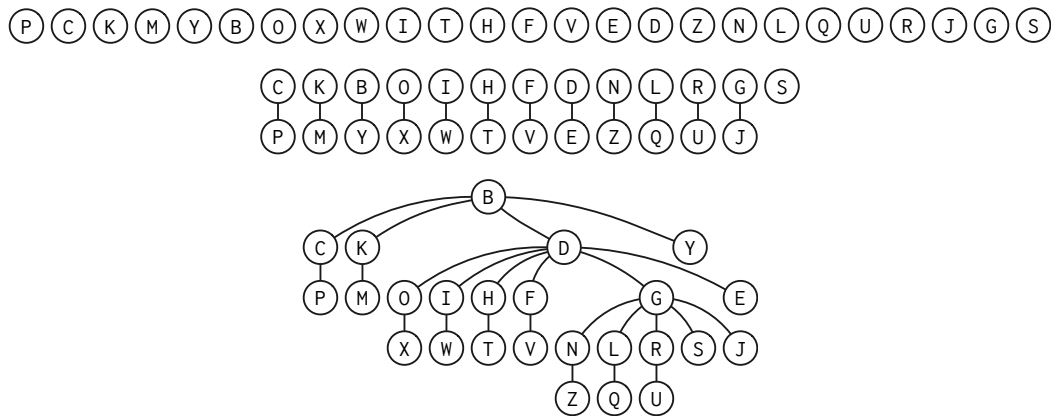 P C K M Y B O X W I T H F V E D Z N L Q U R J G S
C K B O I H F D N L R G S
P M Y X W T V E Z Q U J
B
C K D Y
P M O I H F G E
X W T V N L R S J
Z Q U